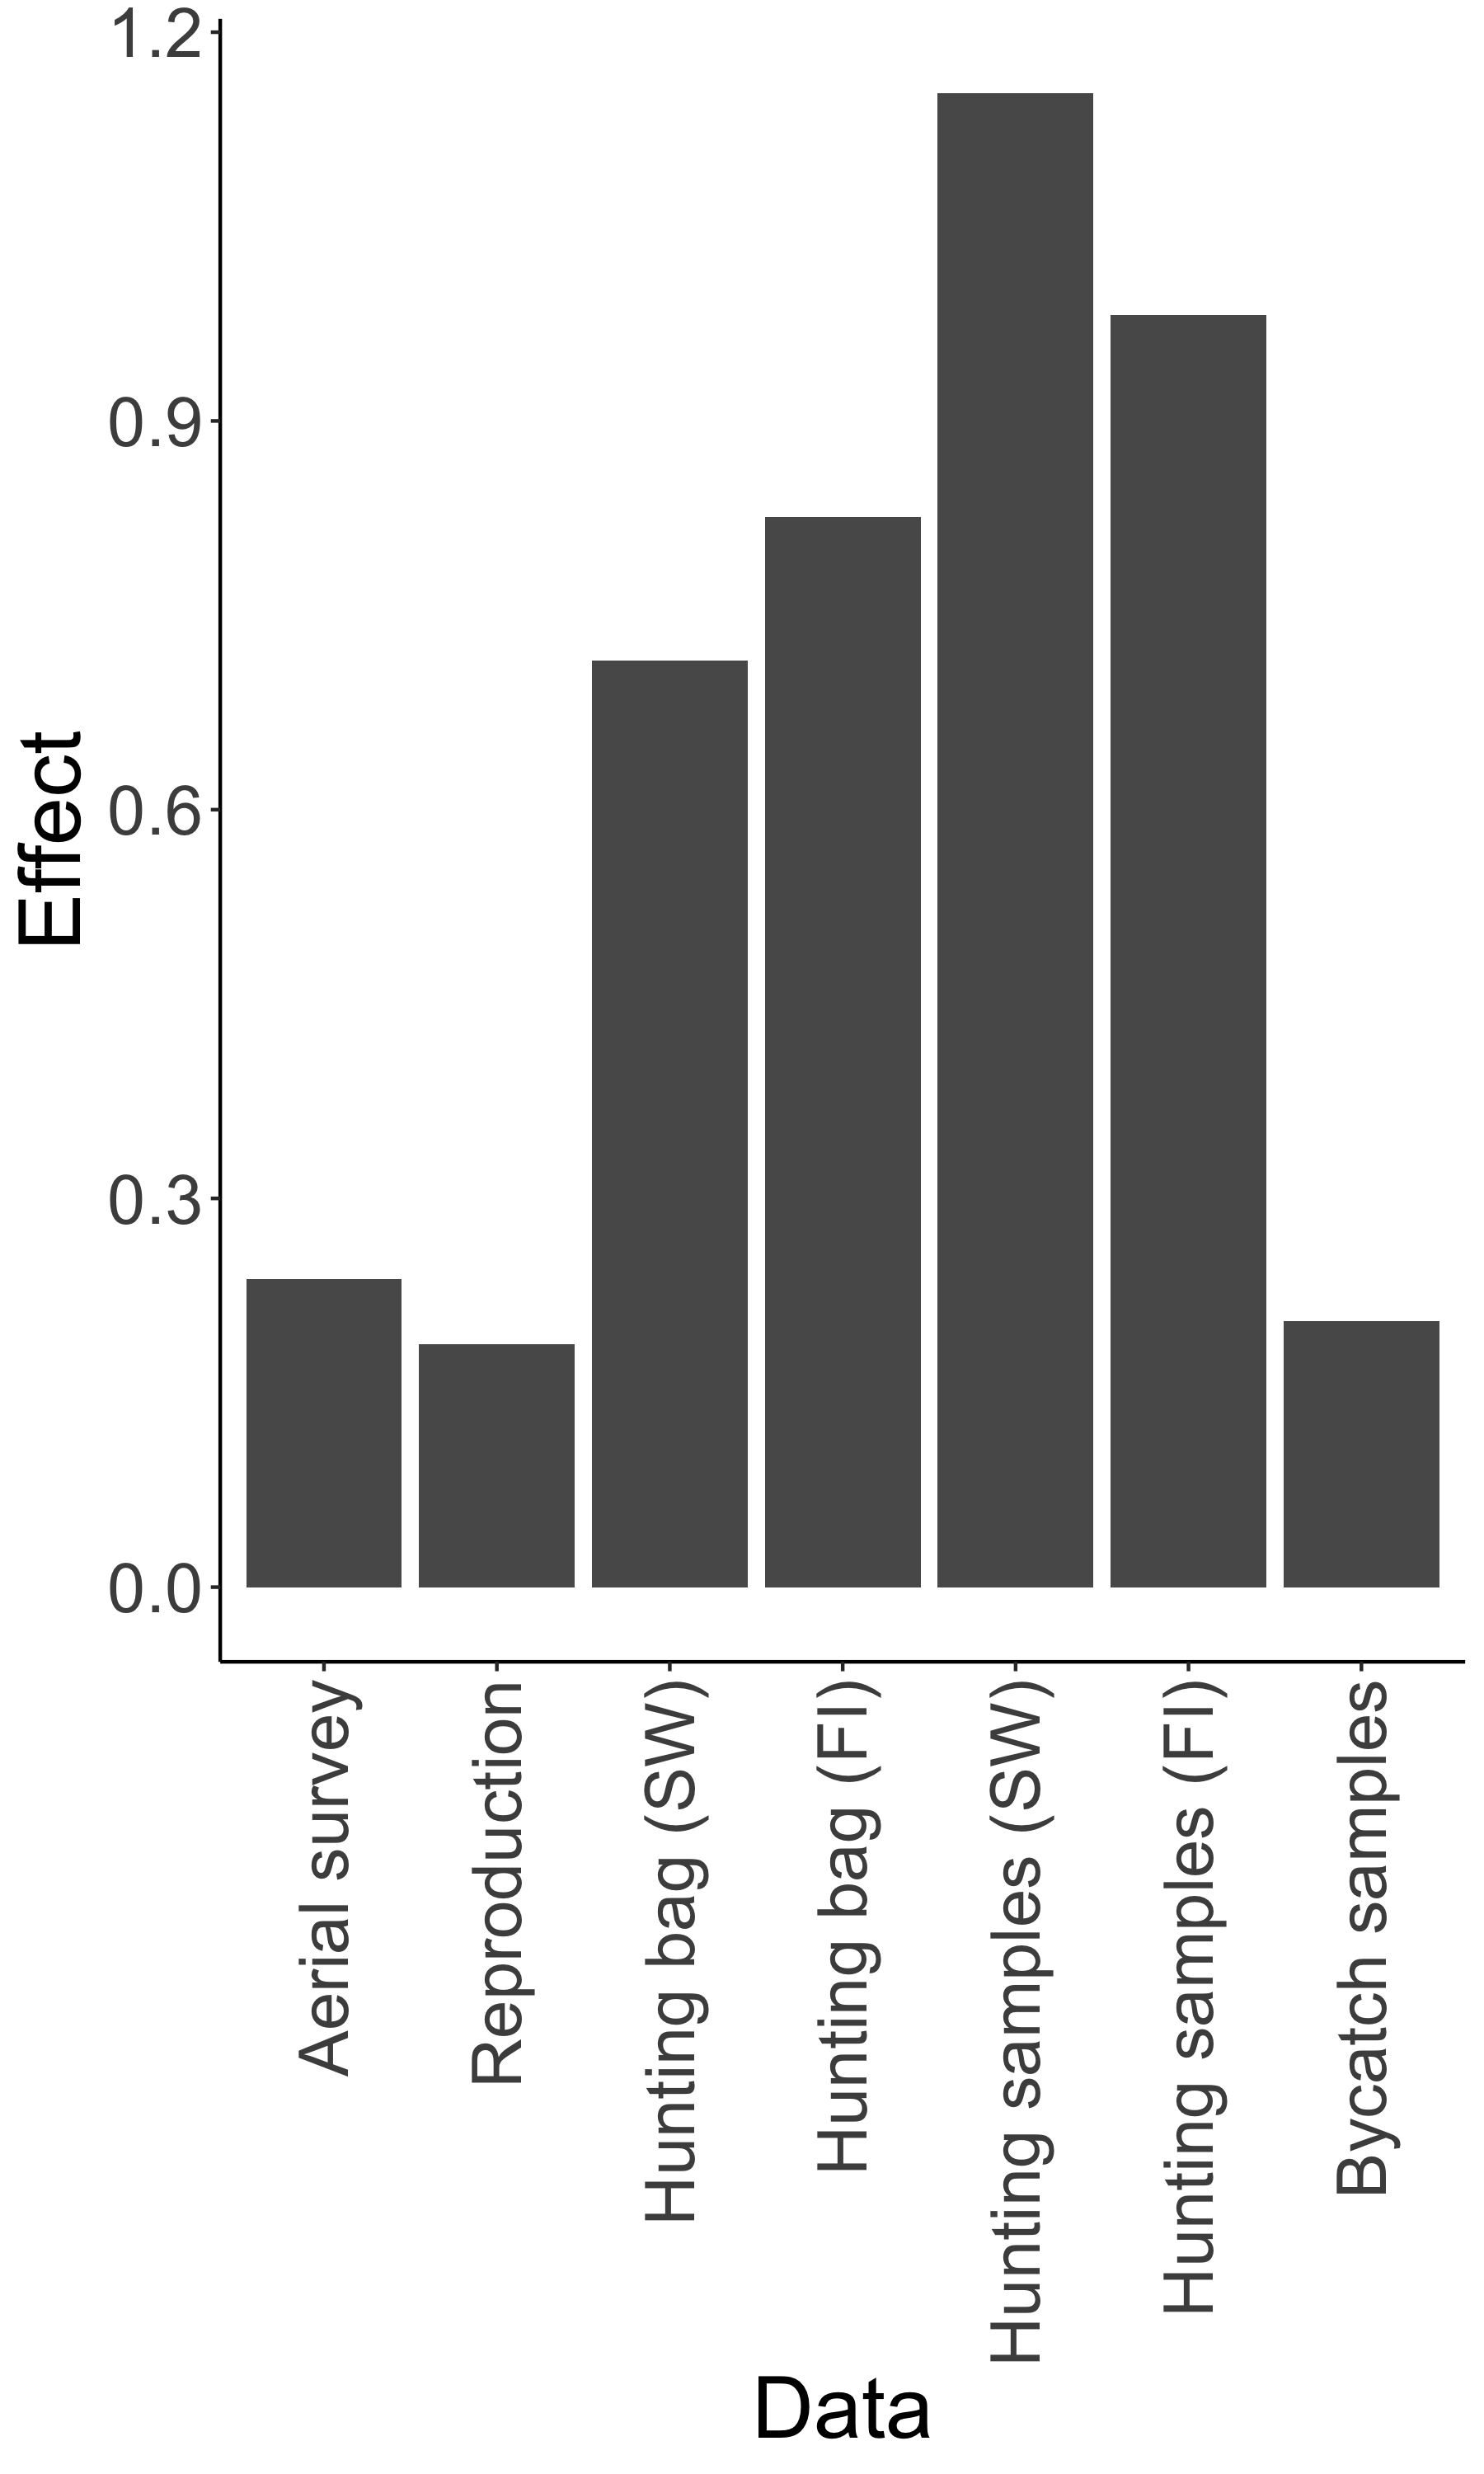 1.2
0.9
0.6
0.3
0.0
Effect
Aerial survey
Reproduction
Hunting bag (SW)
Hunting bag (FI)
Hunting samples (SW)
Hunting samples (FI)
Bycatch samples
Data